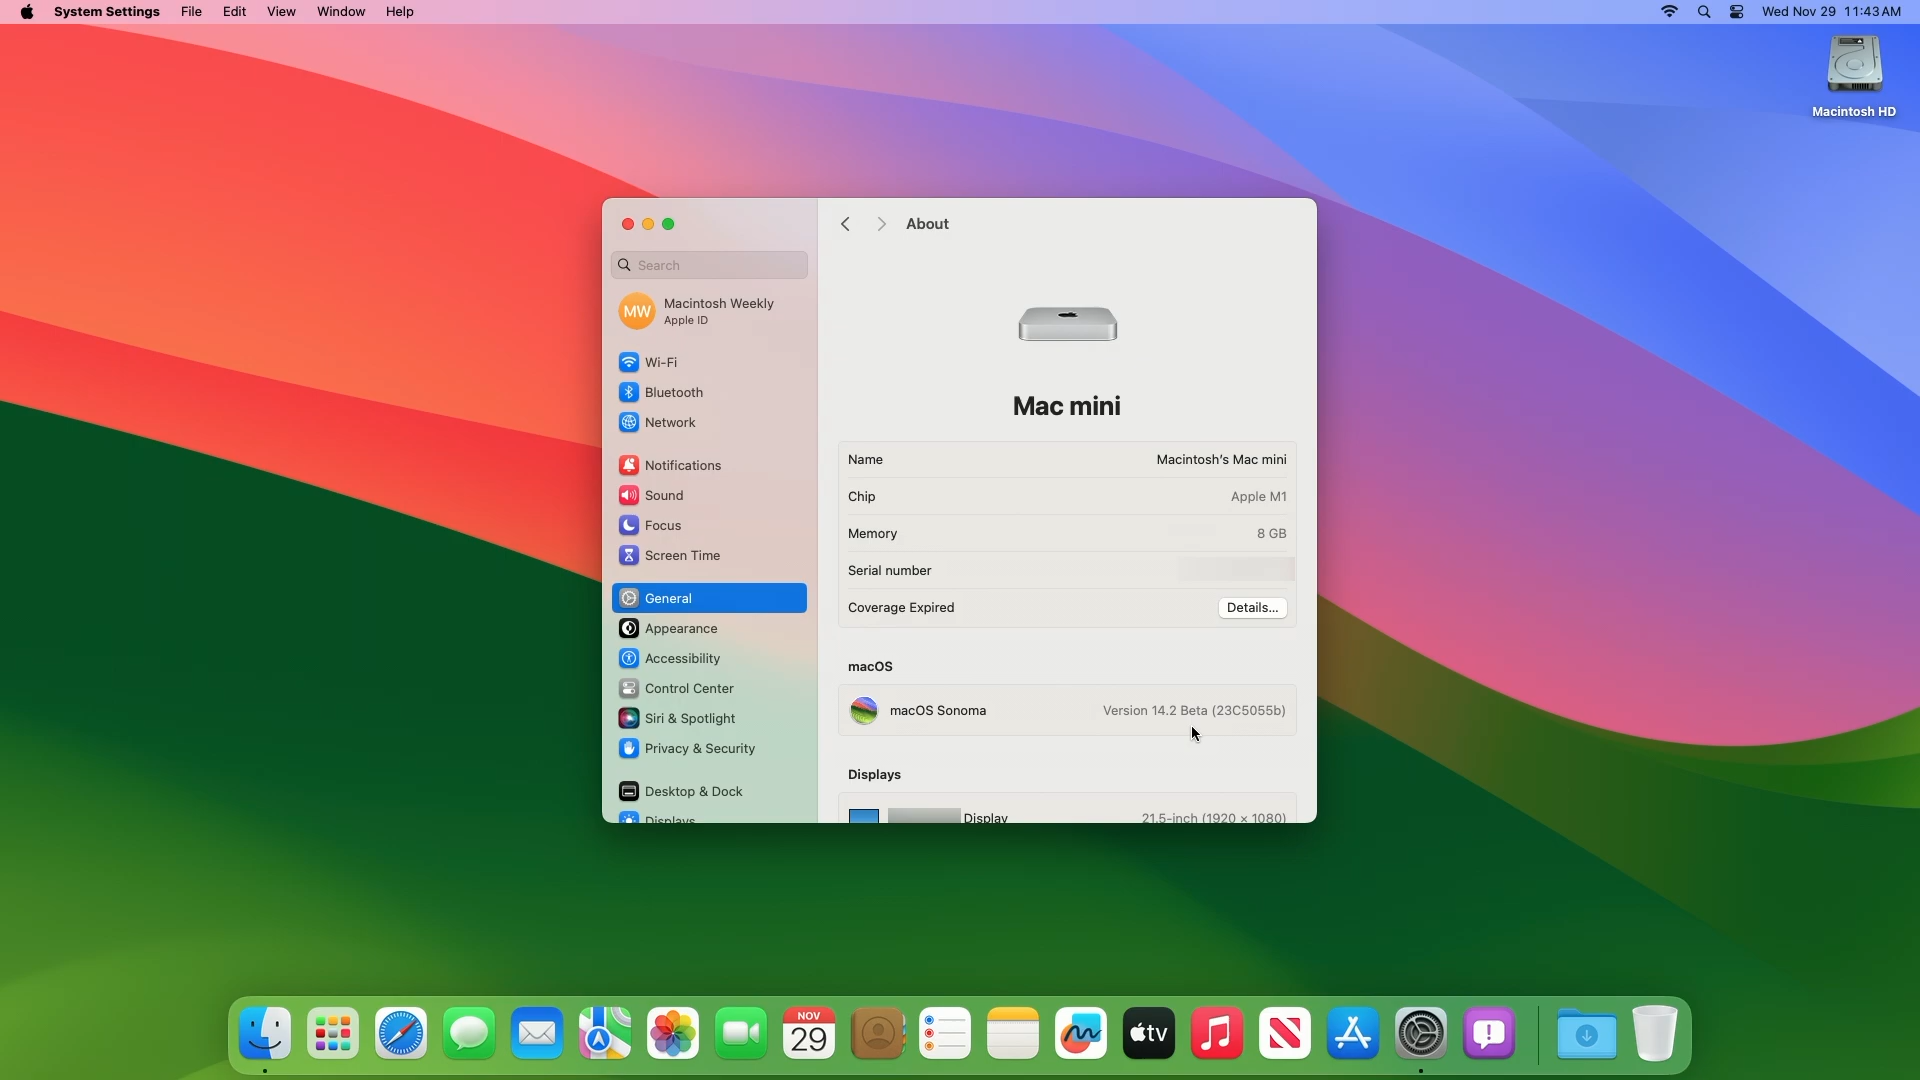 System Settings File Edit View Window Help Wed Nov 29 11:43 AM
Macintosh HD
About
Search
Macintosh Weekly
MW
Apple ID
Wi-Fi
Bluetooth
Network
Notifications
Sound
Focus
Screen Time
General
Appearance
Accessibility
Control Center
Siri & Spotlight
Privacy & Security
Desktop & Dock
Displays
Mac mini
Name Macintosh's Mac mini
Chip Apple M1
Memory 8 GB
Serial number
Coverage Expired Details...
macOS
macOS Sonoma Version 14.2 Beta (23C5055b)
Displays
Display 21.5-inch (1920 × 1080)
NOV
29
tv